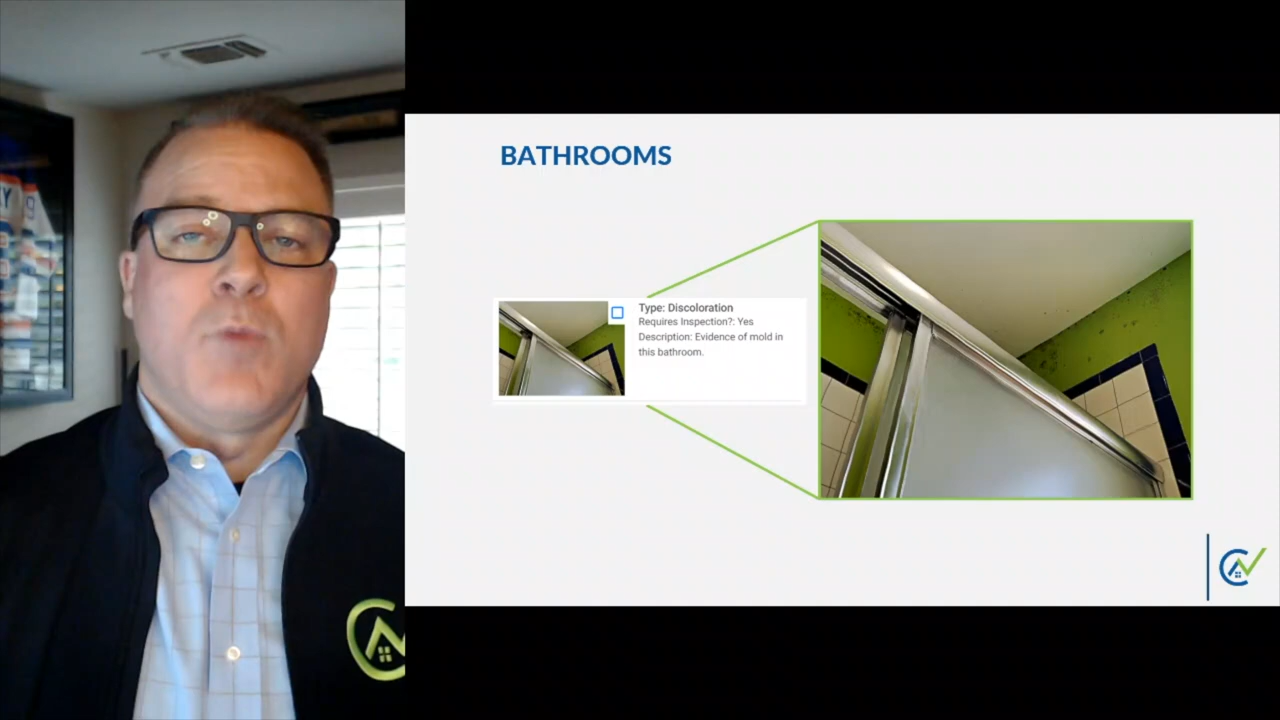 BATHROOMS
Type: Discoloration
Requires Inspection?: Yes
Description: Evidence of mold in
this bathroom.